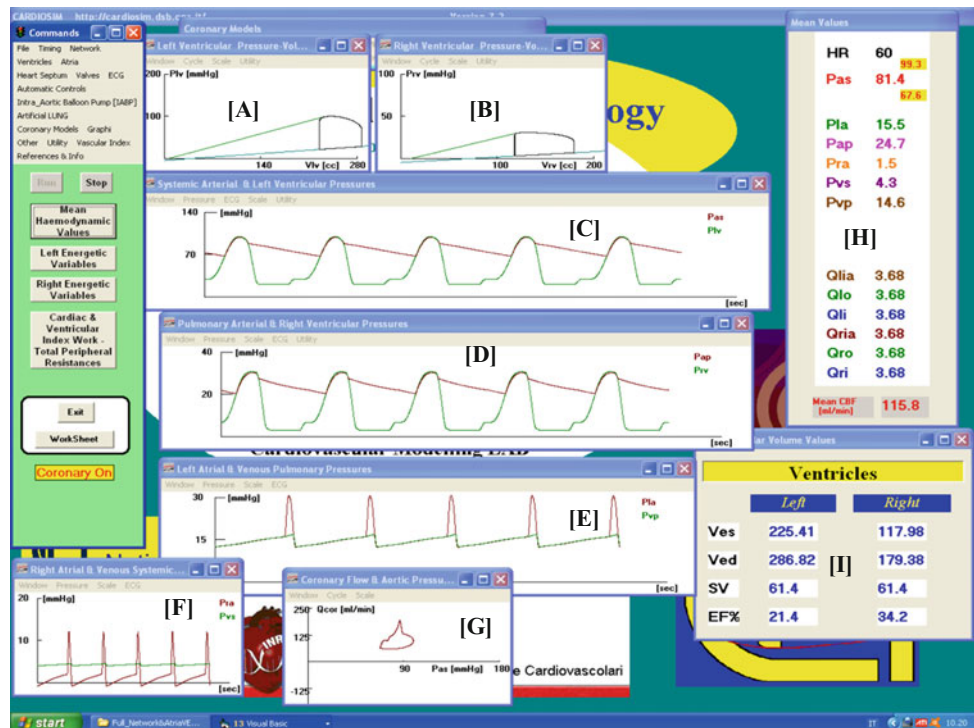 CARDIOSIM http://cardiosim.dsb.
Commands
File Timing Network
Ventricles Atria
Heart Septum Valves ECG
Automatic Controls
Intra_Aortic Balloon Pump [IABP]
Artificial LUNG
Coronary Models Graphi
Other Utility Vascular Index
References & Info
Run Stop
Mean
Haemodynamic
Values
Left Energetic
Variables
Right Energetic
Variables
Cardiac &
Ventricular
Index Work -
Total Peripheral
Resistances
Exit
WorkSheet
Coronary On
Coronary Models
Left Ventricular Pressure-Vol...
Window Cycle Scale Utility
200 Plv [mmHg]
[A]
100
140 Vlv [cc] 280
Right Ventricular Pressure-Vo...
Window Cycle Scale Utility
100 Prv [mmHg]
[B]
50
100 Vrv [cc] 200
ogy
Systemic Arterial & Left Ventricular Pressures
Window Pressure ECG Scale Utility
140 [mmHg]
[C]
Pas
Plv
70
[sec]
Pulmonary Arterial & Right Ventricular Pressures
Window Pressure Scale ECG Utility
40 [mmHg]
[D]
Pap
Prv
20
[sec]
Cardiovascular Modelling LAB
Left Atrial & Venous Pulmonary Pressures
Window Pressure Scale ECG
30 [mmHg]
[E]
Pla
Pvp
15
Right Atrial & Venous Systemic...
Window Pressure Scale ECG
20 [mmHg]
[F]
Pra
Pvs
10
[sec]
Coronary Flow & Aortic Pressu...
Window Cycle Scale
250 Qcor [ml/min]
[G]
125
90 Pas [mmHg] 180
-125
e Cardiovascolari
Mean Values
HR 60
99.3
Pas 81.4
67.6
Pla 15.5
Pap 24.7
Pra 1.5
Pvs 4.3
Pvp 14.6
[H]
Qlia 3.68
Qlo 3.68
Qli 3.68
Qria 3.68
Qro 3.68
Qri 3.68
Mean CBF
[ml/min] 115.8
lar Volume Values
Ventricles
Left Right
Ves 225.41 117.98
Ved 286.82 179.38
[I]
SV 61.4 61.4
EF% 21.4 34.2
start Full_Network&AtriaVE... 13 Visual Basic IT 10.20